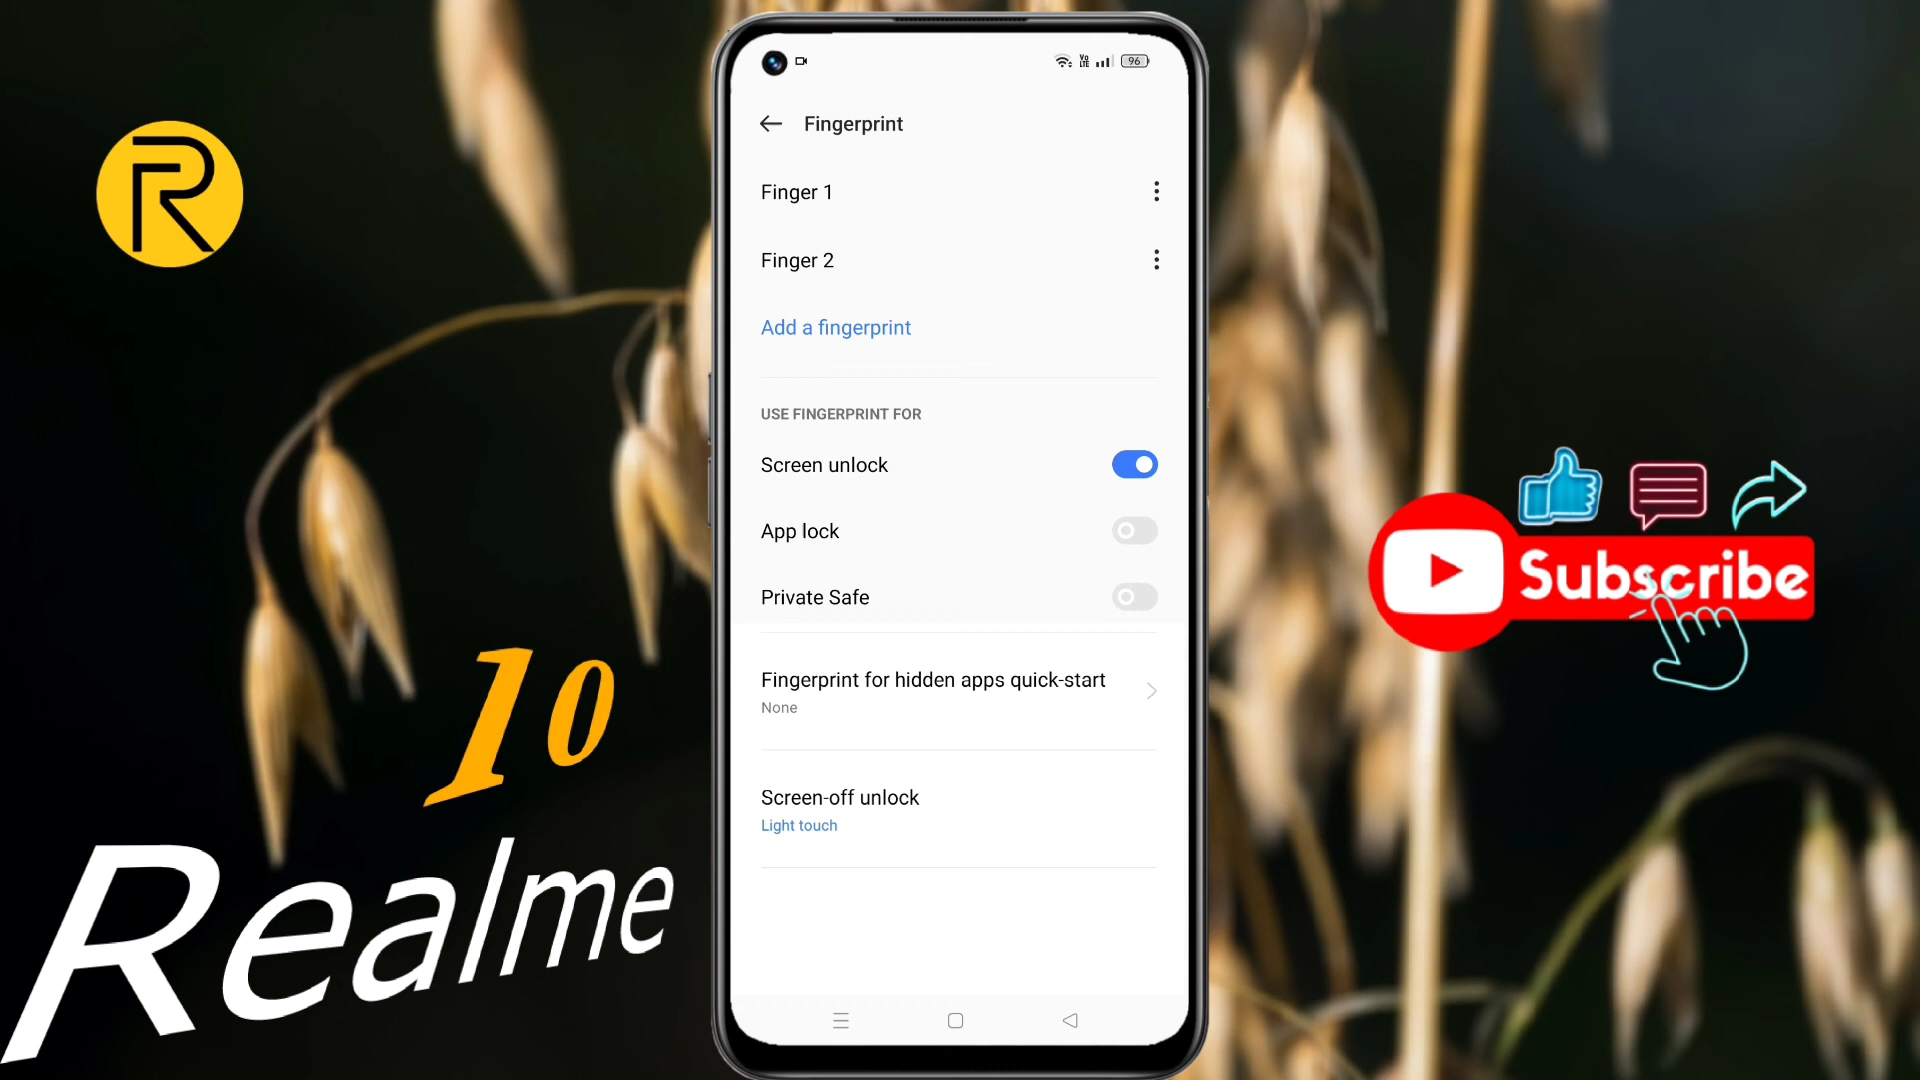 R
96
Fingerprint
Finger 1
Finger 2
Add a fingerprint
USE FINGERPRINT FOR
Screen unlock
App lock
Private Safe
Fingerprint for hidden apps quick-start
None
Screen-off unlock
Light touch
10
Realme
Subscribe